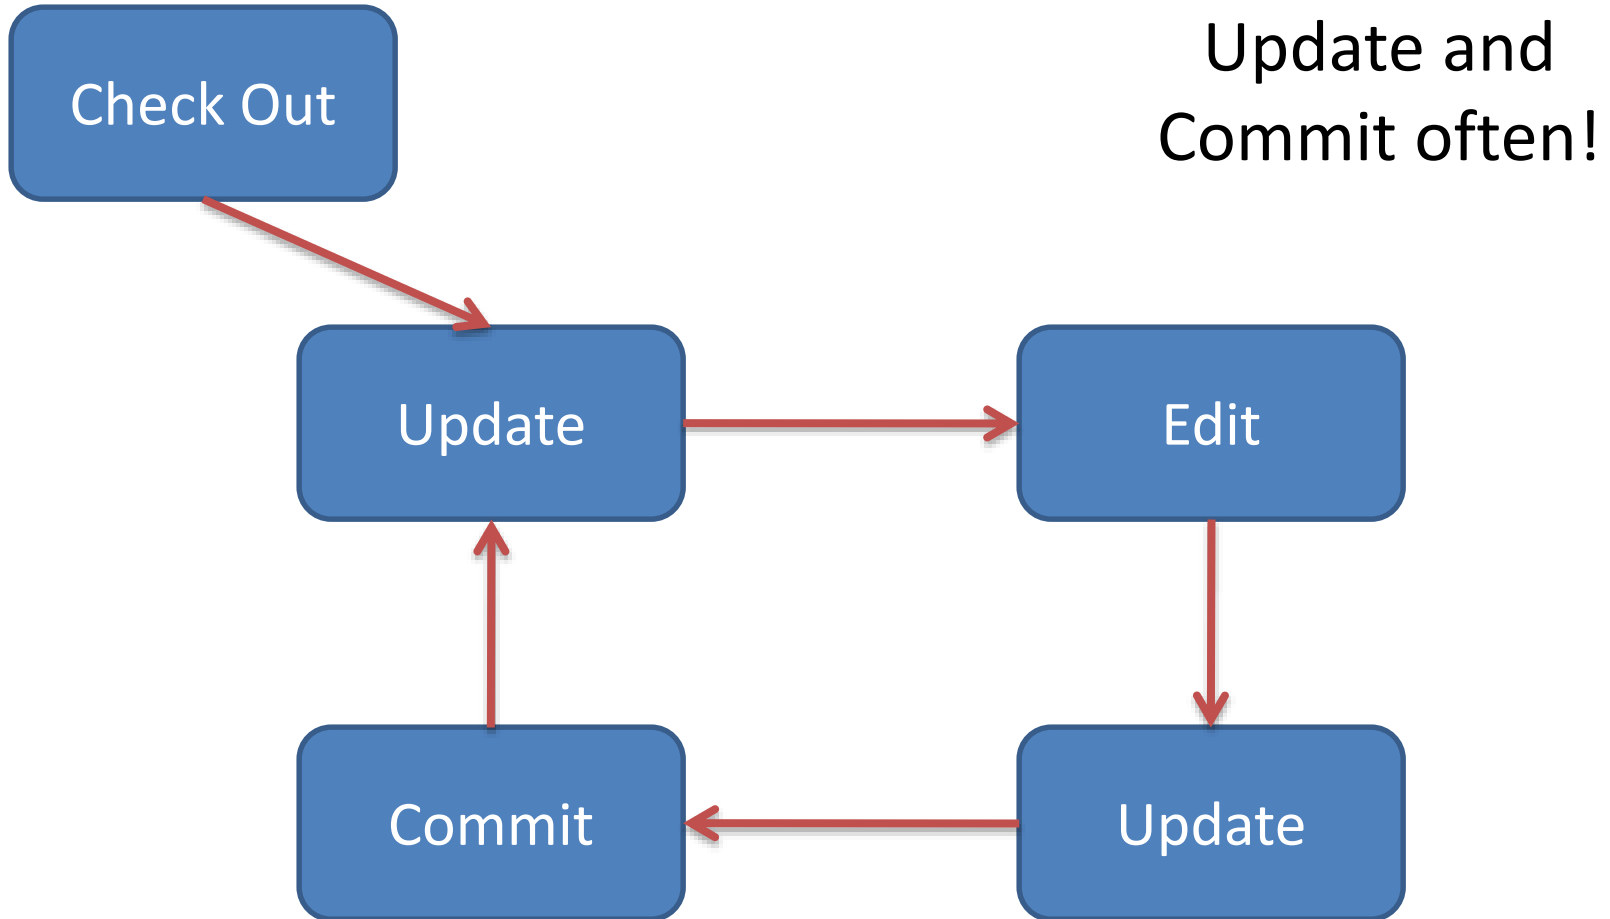 Check Out
Update and
Commit often!
Update
Edit
Commit
Update